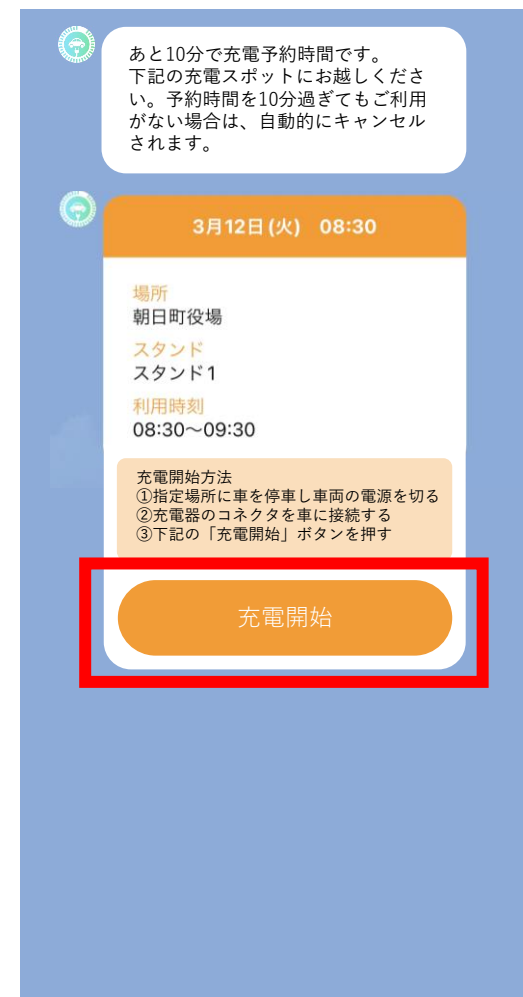 あと10分で充電予約時間です。
下記の充電スポットにお越しくださ
い。予約時間を10分過ぎてもご利用
がない場合は、自動的にキャンセル
されます。
3月12日(火) 08:30
場所
朝日町役場
スタンド
スタンド1
利用時刻
08:30〜09:30
充電開始方法
①指定場所に車を停車し車両の電源を切る
②充電器のコネクタを車に接続する
③下記の「充電開始」ボタンを押す
充電開始